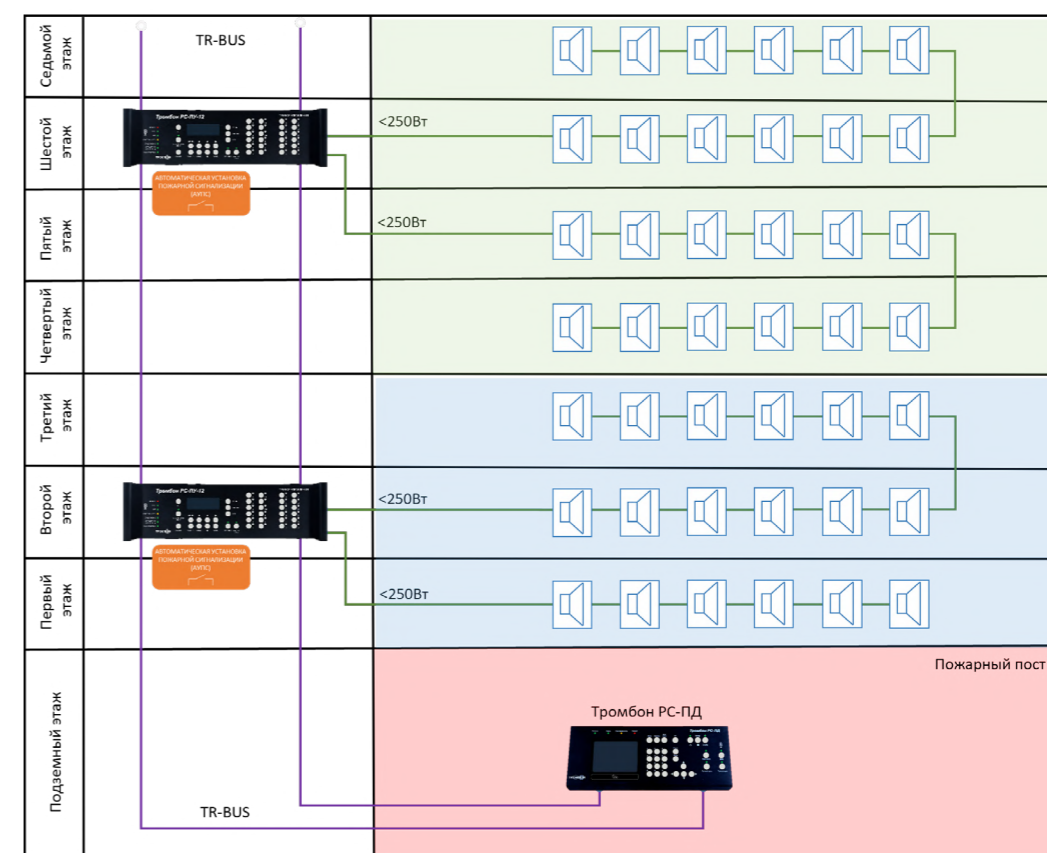 Седьмой
этаж
TR-BUS
Шестой
этаж
Тромбон РС-ПУ-12
<250Вт
АВТОМАТИЧЕСКАЯ УСТАНОВКА
ПОЖАРНОЙ СИГНАЛИЗАЦИИ
(АУПС)
Пятый
этаж
<250Вт
Четвертый
этаж
Третий
этаж
Второй
этаж
Тромбон РС-ПУ-12
<250Вт
АВТОМАТИЧЕСКАЯ УСТАНОВКА
ПОЖАРНОЙ СИГНАЛИЗАЦИИ
(АУПС)
Первый
этаж
<250Вт
Подземный этаж
Пожарный пост
Тромбон РС-ПД
Тромбон РС-ПД
TR-BUS